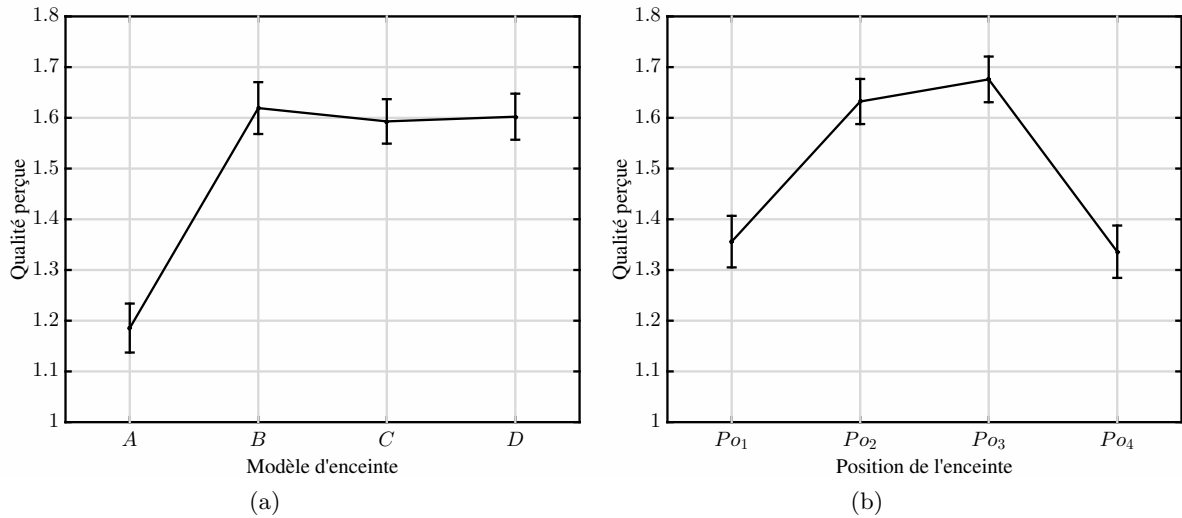 1.8
1.7
1.6
1.5
1.4
1.3
1.2
1.1
1
Qualité perçue
A B C D
Modèle d'enceinte
(a)
1.8
1.7
1.6
1.5
1.4
1.3
1.2
1.1
1
Qualité perçue
Po₁ Po₂ Po₃ Po₄
Position de l'enceinte
(b)